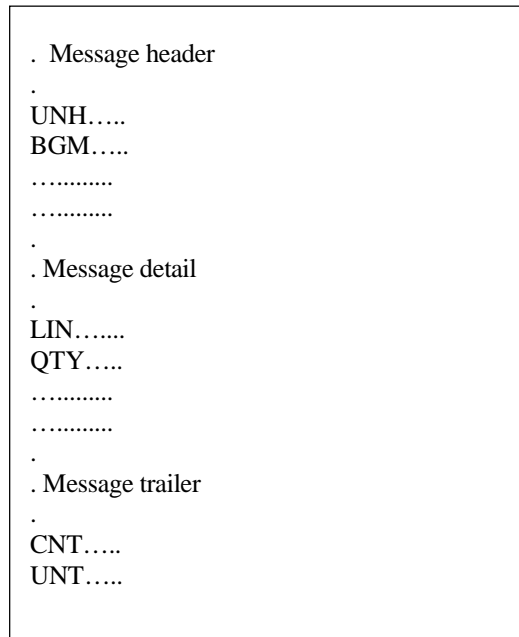 .  Message header
.
UNH…..
BGM…..
….........
….........
.
. Message detail
.
LIN…....
QTY…..
….........
….........
.
. Message trailer
.
CNT…..
UNT…..